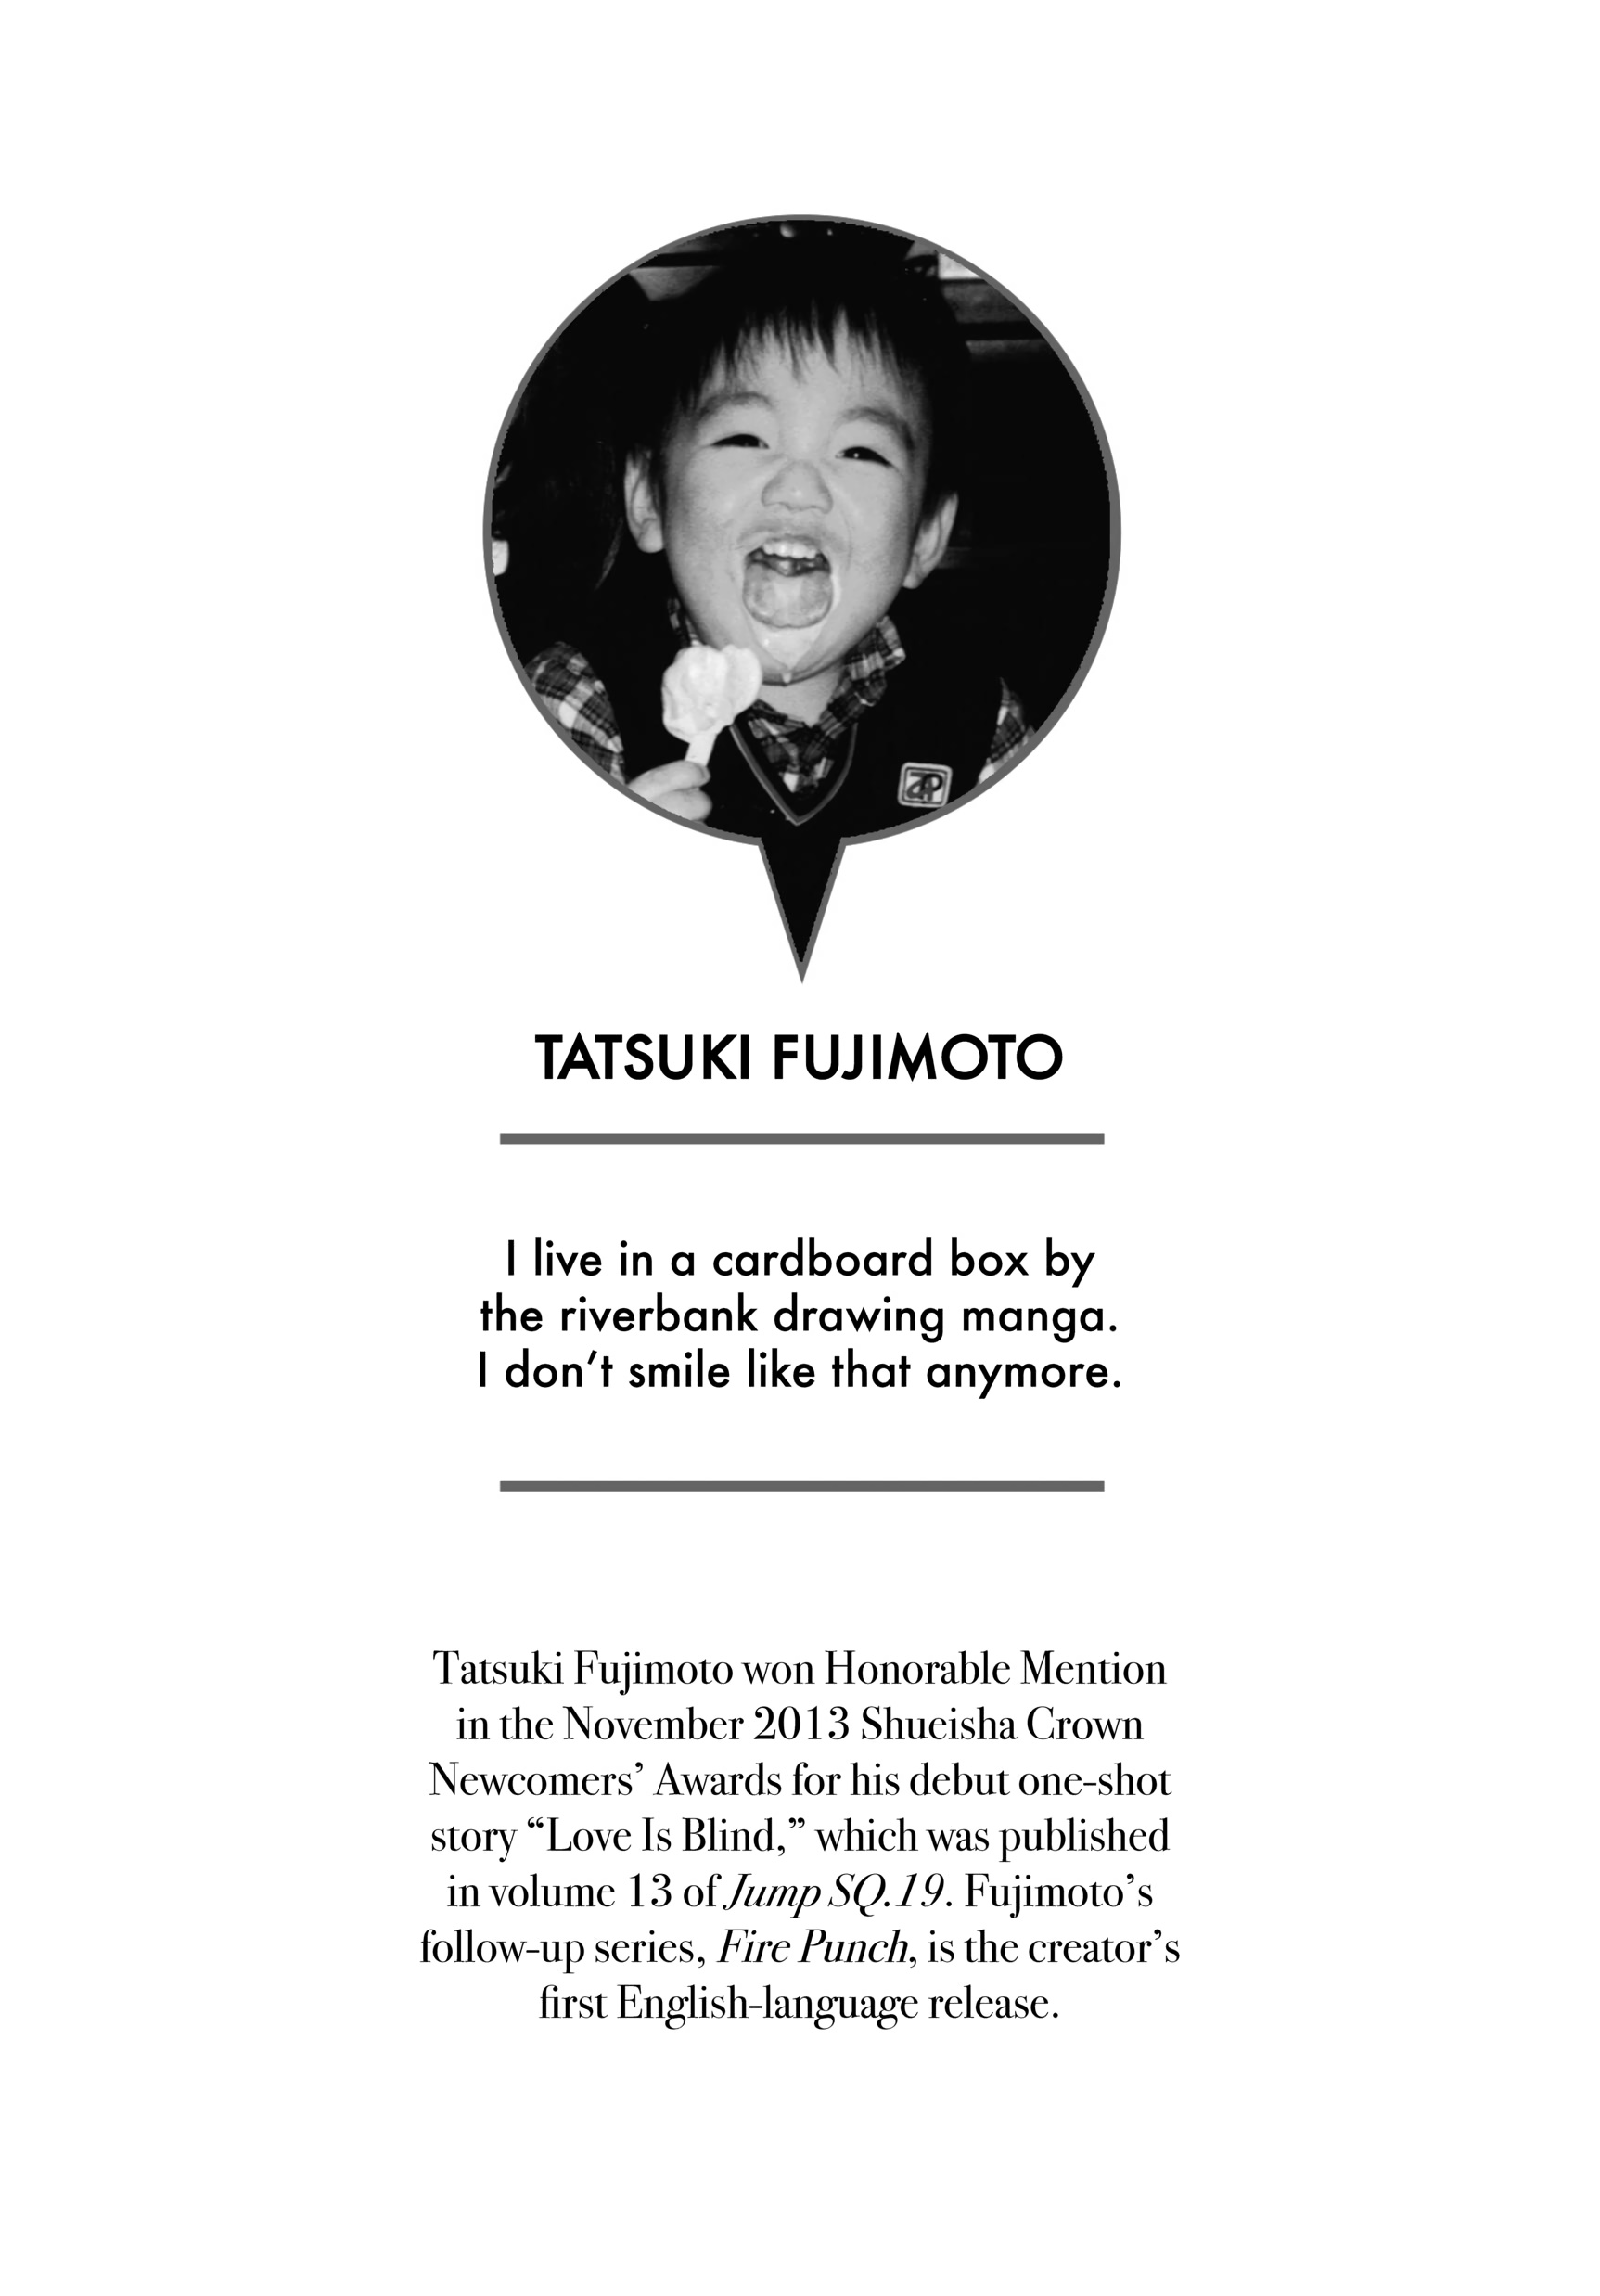 ZAP
TATSUKI FUJIMOTO
I live in a cardboard box by
the riverbank drawing manga.
I don’t smile like that anymore.
Tatsuki Fujimoto won Honorable Mention
in the November 2013 Shueisha Crown
Newcomers’ Awards for his debut one-shot
story “Love Is Blind,” which was published
in volume 13 of Jump SQ.19. Fujimoto’s
follow-up series, Fire Punch, is the creator’s
first English-language release.